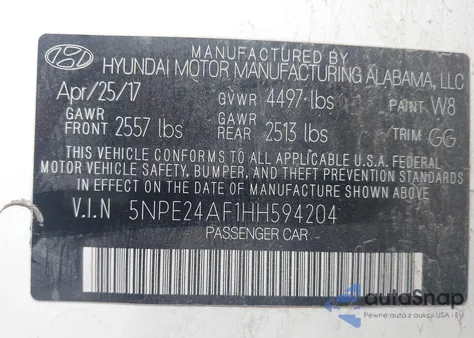 MANUFACTURED BY
HYUNDAI MOTOR MANUFACTURING ALABAMA, LLC
Apr/25/17 GVWR 4497 lbs PAINT W8
GAWR FRONT 2557 lbs GAWR REAR 2513 lbs TRIM GG
THIS VEHICLE CONFORMS TO ALL APPLICABLE U.S.A. FEDERAL
MOTOR VEHICLE SAFETY, BUMPER, AND THEFT PREVENTION STANDARDS
IN EFFECT ON THE DATE OF MANUFACTURE SHOWN ABOVE.
V.I.N 5NPE24AF1HH594204
PASSENGER CAR
autoSnap
Pewne auta z aukcji USA i EU